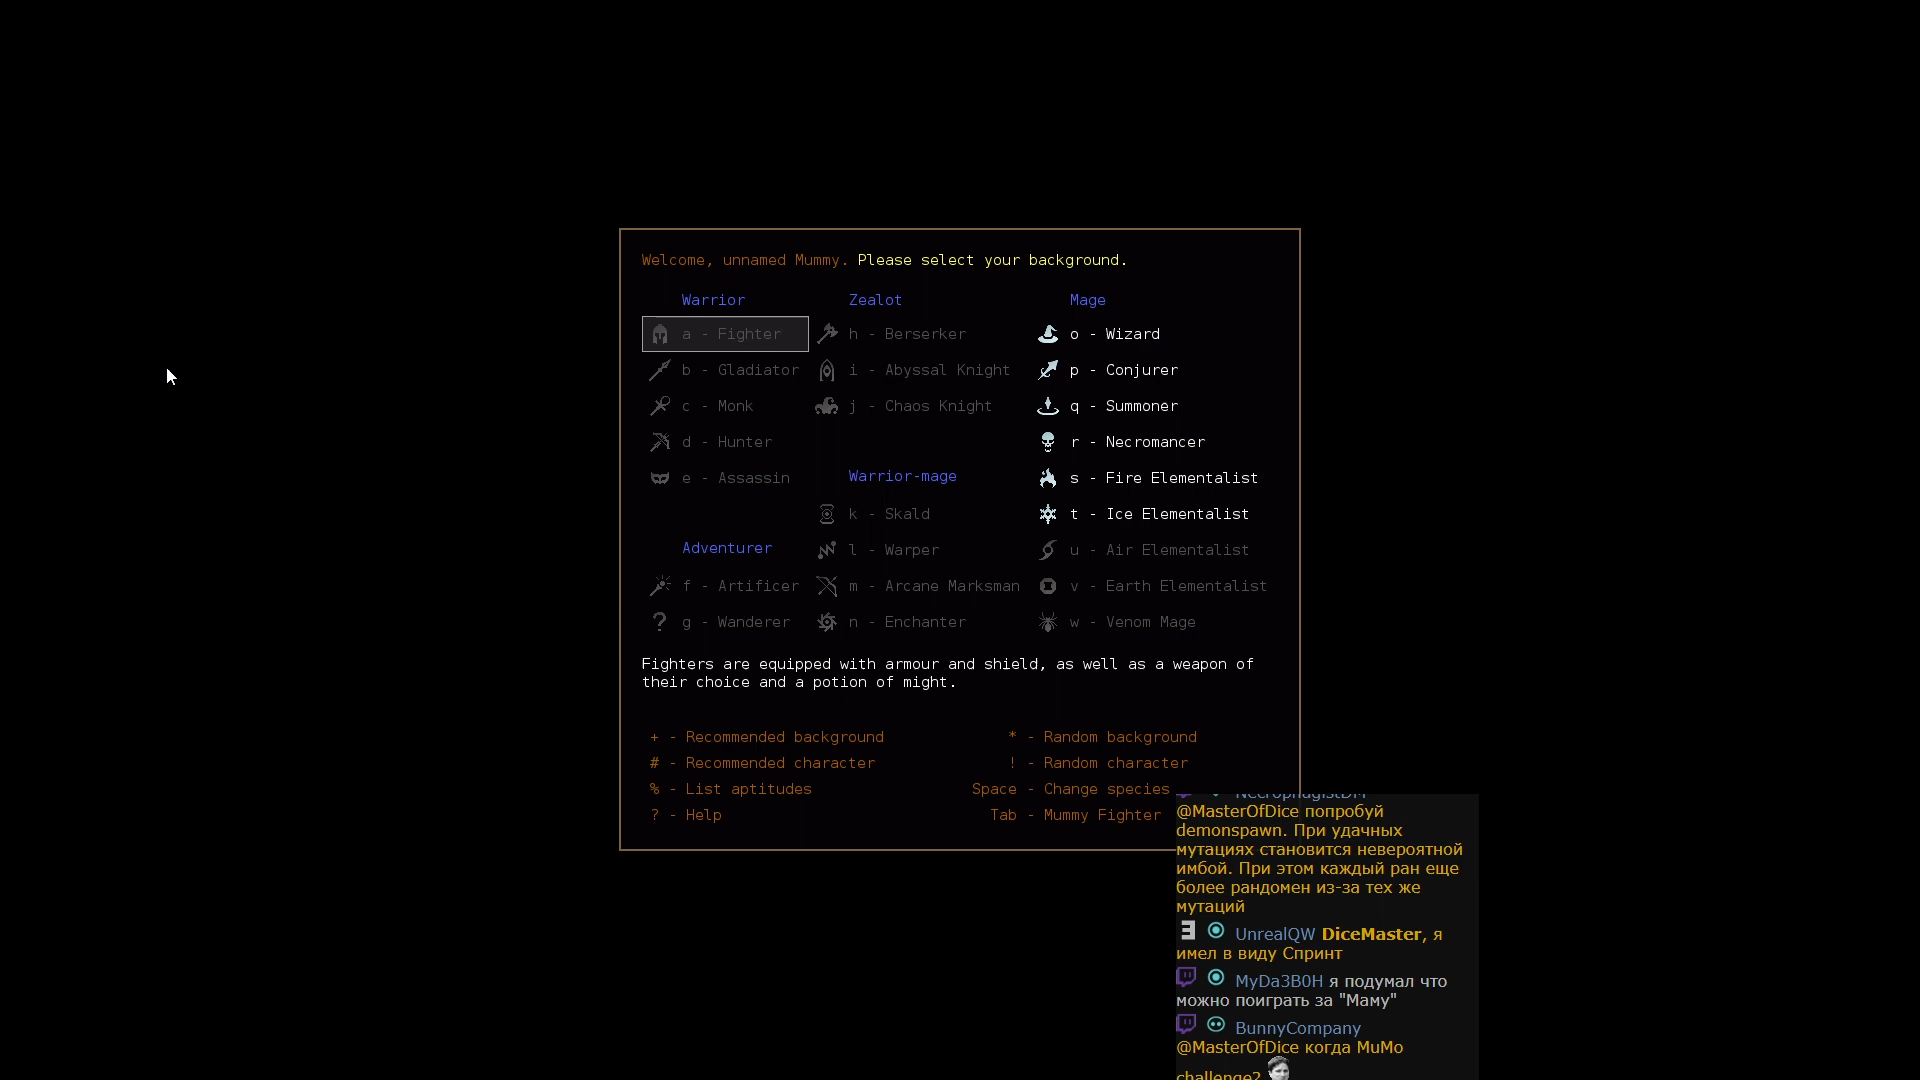 Welcome, unnamed Mummy. Please select your background.
Warrior
a - Fighter
b - Gladiator
c - Monk
d - Hunter
e - Assassin
Adventurer
f - Artificer
g - Wanderer
Zealot
h - Berserker
i - Abyssal Knight
j - Chaos Knight
Warrior-mage
k - Skald
l - Warper
m - Arcane Marksman
n - Enchanter
Mage
o - Wizard
p - Conjurer
q - Summoner
r - Necromancer
s - Fire Elementalist
t - Ice Elementalist
u - Air Elementalist
v - Earth Elementalist
w - Venom Mage
Fighters are equipped with armour and shield, as well as a weapon of
their choice and a potion of might.
+ - Recommended background
# - Recommended character
% - List aptitudes
? - Help
* - Random background
! - Random character
Space - Change species
Tab - Mummy Fighter
NecrophagistDM
@MasterOfDice попробуй
demonspawn. При удачных
мутациях становится невероятной
имбой. При этом каждый ран еще
более рандомен из-за тех же
мутаций
UnrealQW DiceMaster, я
имел в виду Спринт
MyDa3B0H я подумал что
можно поиграть за "Маму"
BunnyCompany
@MasterOfDice когда MuMo
challenge?